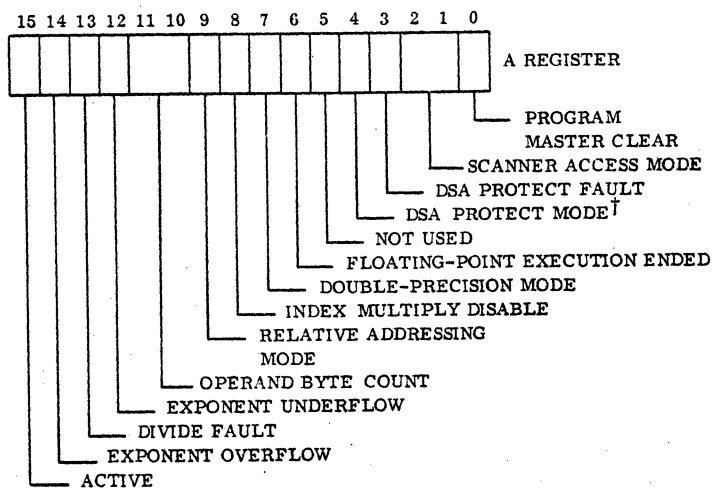 15 14 13 12 11 10 9 8 7 6 5 4 3 2 1 0
A REGISTER
PROGRAM
MASTER CLEAR
SCANNER ACCESS MODE
DSA PROTECT FAULT
DSA PROTECT MODE†
NOT USED
FLOATING-POINT EXECUTION ENDED
DOUBLE-PRECISION MODE
INDEX MULTIPLY DISABLE
RELATIVE ADDRESSING
MODE
OPERAND BYTE COUNT
EXPONENT UNDERFLOW
DIVIDE FAULT
EXPONENT OVERFLOW
ACTIVE